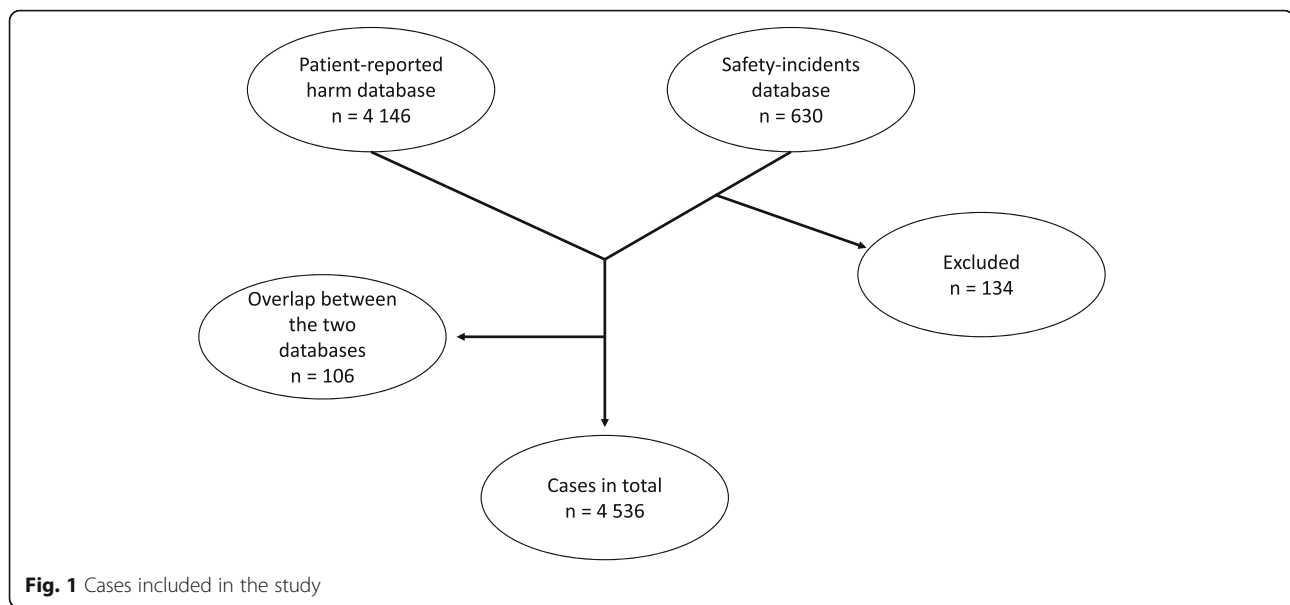 Patient-reported
harm database
n = 4 146
Safety-incidents
database
n = 630
Excluded
n = 134
Overlap between
the two
databases
n = 106
Cases in total
n = 4 536
Fig. 1 Cases included in the study